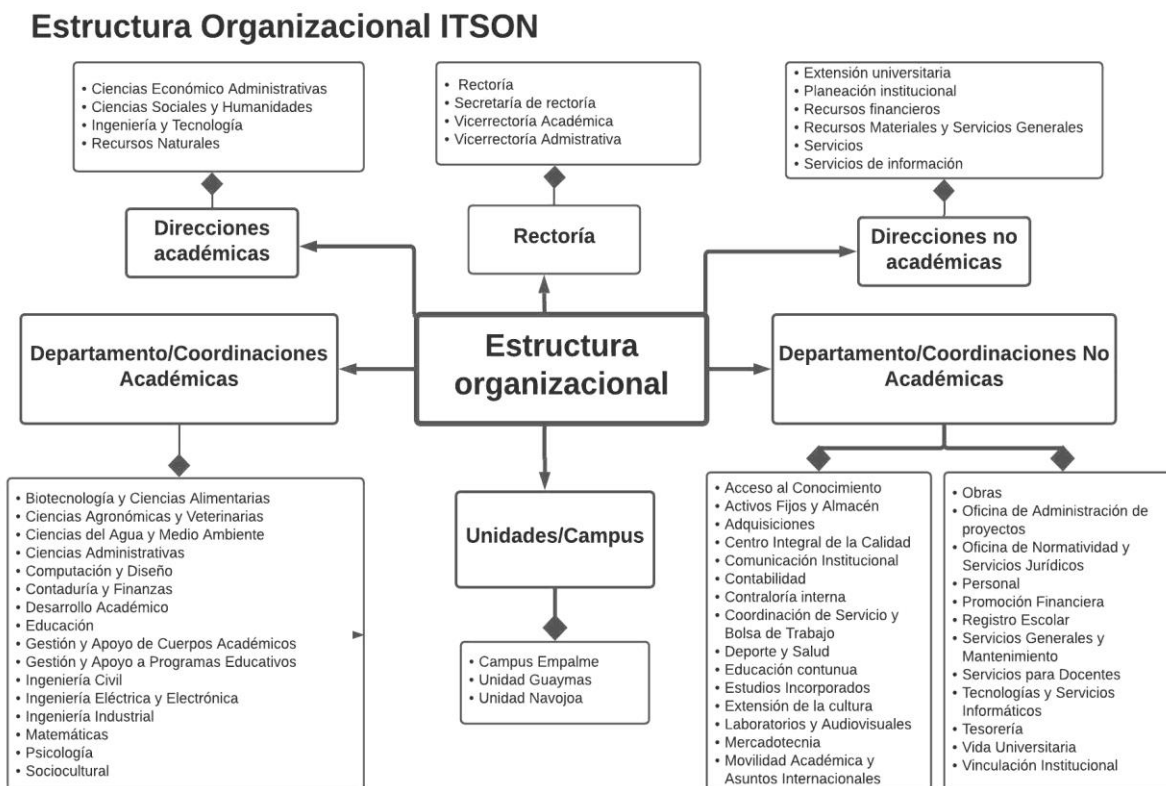 Estructura Organizacional ITSON
• Ciencias Económico Administrativas
• Ciencias Sociales y Humanidades
• Ingeniería y Tecnología
• Recursos Naturales
• Rectoría
• Secretaría de rectoría
• Vicerrectoría Académica
• Vicerrectoría Admistrativa
• Extensión universitaria
• Planeación institucional
• Recursos financieros
• Recursos Materiales y Servicios Generales
• Servicios
• Servicios de información
Direcciones
académicas
Rectoría
Direcciones no
académicas
Departamento/Coordinaciones
Académicas
Estructura
organizacional
Departamento/Coordinaciones No
Académicas
• Biotecnología y Ciencias Alimentarias
• Ciencias Agronómicas y Veterinarias
• Ciencias del Agua y Medio Ambiente
• Ciencias Administrativas
• Computación y Diseño
• Contaduría y Finanzas
• Desarrollo Académico
• Educación
• Gestión y Apoyo de Cuerpos Académicos
• Gestión y Apoyo a Programas Educativos
• Ingeniería Civil
• Ingeniería Eléctrica y Electrónica
• Ingeniería Industrial
• Matemáticas
• Psicología
• Sociocultural
Unidades/Campus
• Campus Empalme
• Unidad Guaymas
• Unidad Navojoa
• Acceso al Conocimiento
• Activos Fijos y Almacén
• Adquisiciones
• Centro Integral de la Calidad
• Comunicación Institucional
• Contabilidad
• Contraloría interna
• Coordinación de Servicio y
Bolsa de Trabajo
• Deporte y Salud
• Educación contunua
• Estudios Incorporados
• Extensión de la cultura
• Laboratorios y Audiovisuales
• Mercadotecnia
• Movilidad Académica y
Asuntos Internacionales
• Obras
• Oficina de Administración de
proyectos
• Oficina de Normatividad y
Servicios Jurídicos
• Personal
• Promoción Financiera
• Registro Escolar
• Servicios Generales y
Mantenimiento
• Servicios para Docentes
• Tecnologías y Servicios
Informáticos
• Tesorería
• Vida Universitaria
• Vinculación Institucional